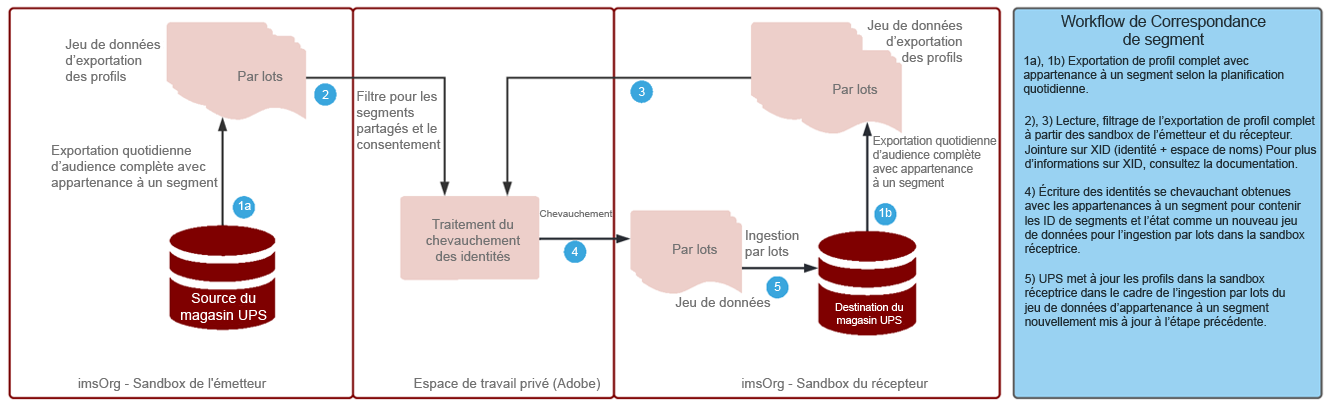 Jeu de données
d'exportation
des profils
Par lots
2
Exportation quotidienne
d'audience complète avec
appartenance à un segment
1a
Source du
magasin UPS
imsOrg - Sandbox de l'émetteur
Filtre pour les
segments
partagés et le
consentement
Traitement du
chevauchement
des identités
Chevauchement
4
Espace de travail privé (Adobe)
Jeu de données
d'exportation
des profils
Par lots
3
Exportation quotidienne
d'audience complète
avec appartenance
à un segment
1b
Par lots
Ingestion
par lots
5
Jeu de données
Destination du
magasin UPS
imsOrg - Sandbox du récepteur
Workflow de Correspondance
de segment
1a), 1b) Exportation de profil complet avec
appartenance à un segment selon la planification
quotidienne.
2), 3) Lecture, filtrage de l'exportation de profil complet
à partir des sandbox de l'émetteur et du récepteur.
Jointure sur XID (identité + espace de noms) Pour plus
d'informations sur XID, consultez la documentation.
4) Écriture des identités se chevauchant obtenues
avec les appartenances à un segment pour contenir
les ID de segments et l'état comme un nouveau jeu
de données pour l'ingestion par lots dans la sandbox
réceptrice.
5) UPS met à jour les profils dans la sandbox
réceptrice dans le cadre de l'ingestion par lots du
jeu de données d'appartenance à un segment
nouvellement mis à jour à l'étape précédente.